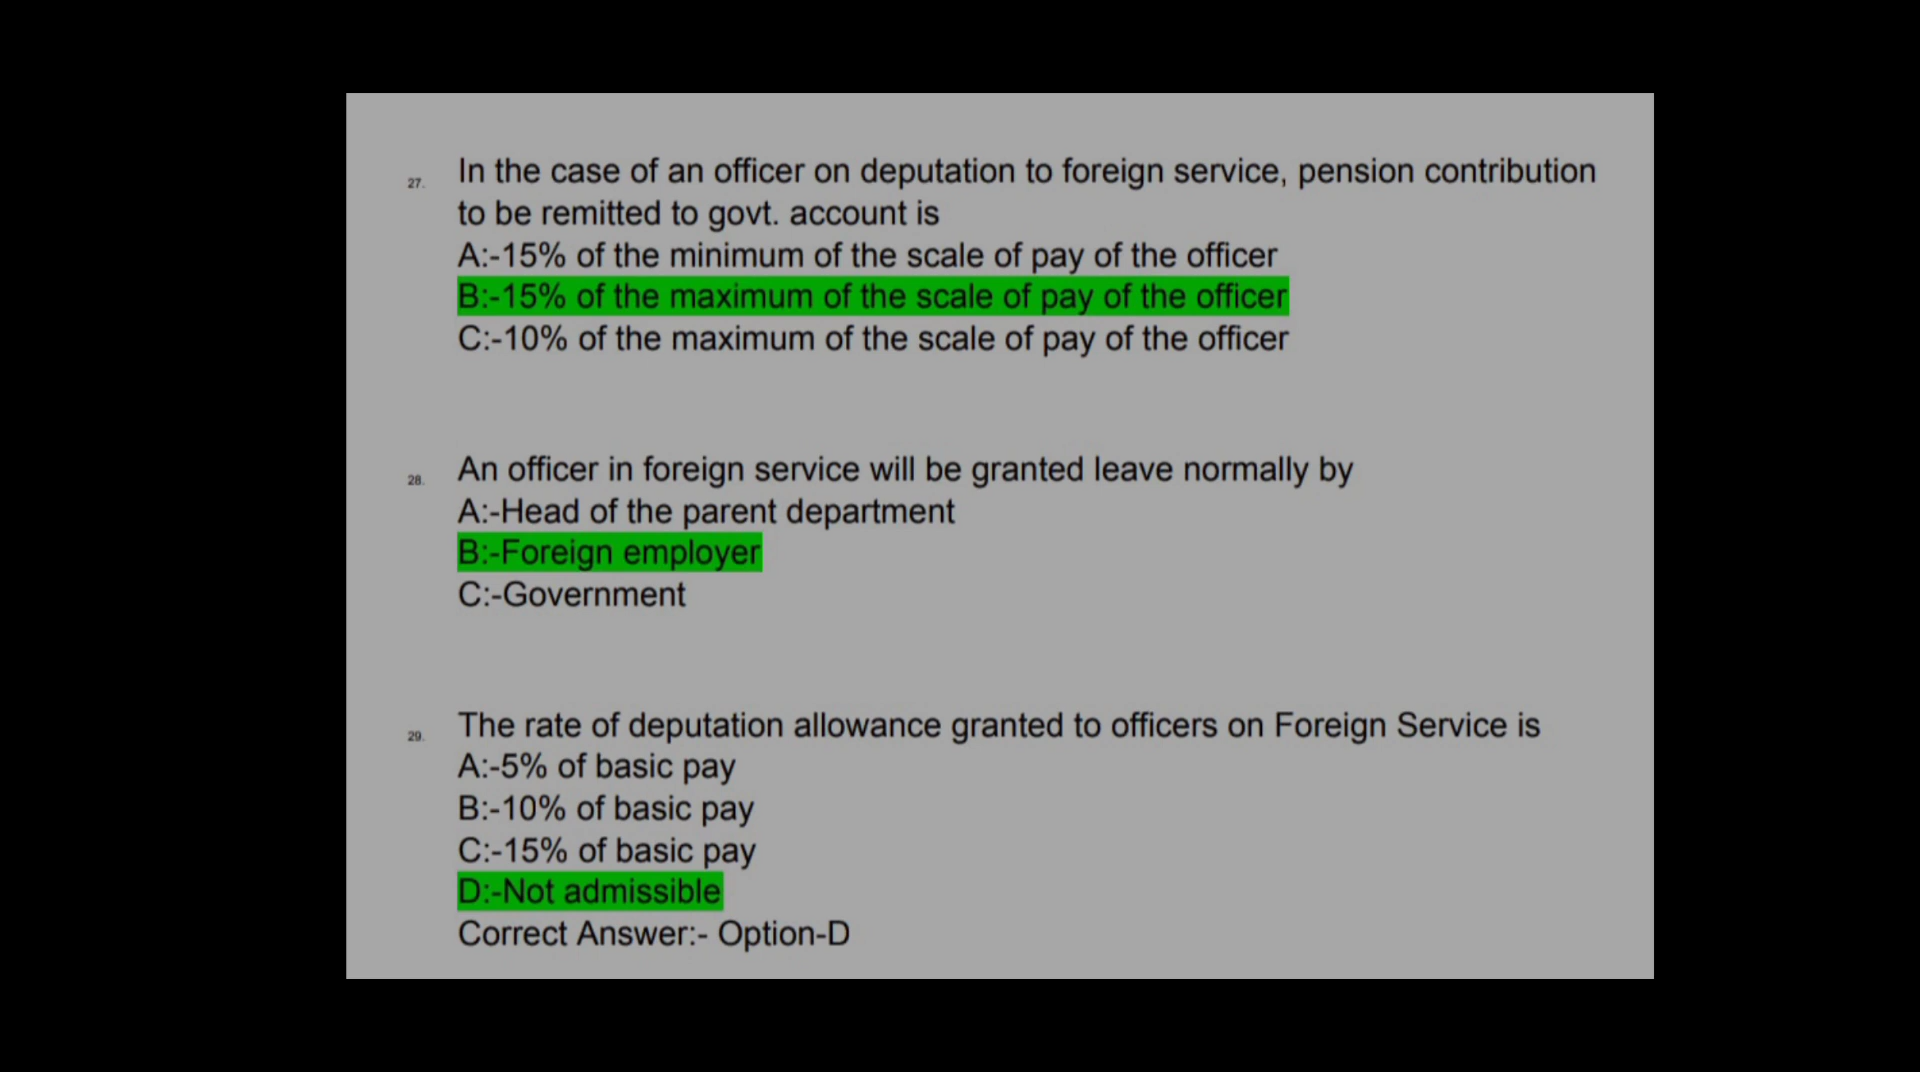 27. In the case of an officer on deputation to foreign service, pension contribution
to be remitted to govt. account is
A:-15% of the minimum of the scale of pay of the officer
B:-15% of the maximum of the scale of pay of the officer
C:-10% of the maximum of the scale of pay of the officer
28. An officer in foreign service will be granted leave normally by
A:-Head of the parent department
B:-Foreign employer
C:-Government
29. The rate of deputation allowance granted to officers on Foreign Service is
A:-5% of basic pay
B:-10% of basic pay
C:-15% of basic pay
D:-Not admissible
Correct Answer:- Option-D